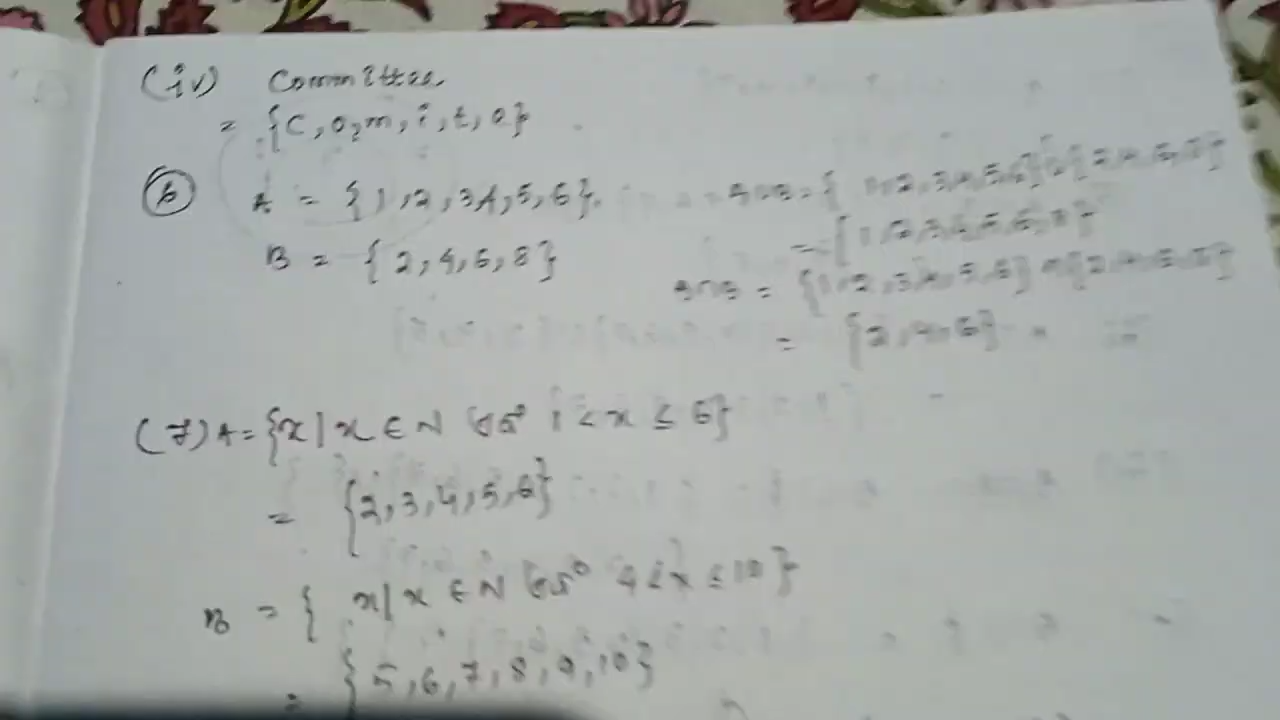 (iv) Committee
= {c, o, m, i, t, e}
(6) A = {1, 2, 3, 4, 5, 6}.
B = {2, 4, 6, 8}
A∪B = {1, 2, 3, 4, 5, 6} ∪ {2, 4, 6, 8}
= {1, 2, 3, 4, 5, 6, 8}
A∩B = {1, 2, 3, 4, 5, 6} ∩ {2, 4, 6, 8}
= {2, 4, 6}
(7) A = {x | x ∈ N 1 < x ≤ 6}
= {2, 3, 4, 5, 6}
B = { x | x ∈ N 4 < x ≤ 10}
= {5, 6, 7, 8, 9, 10}